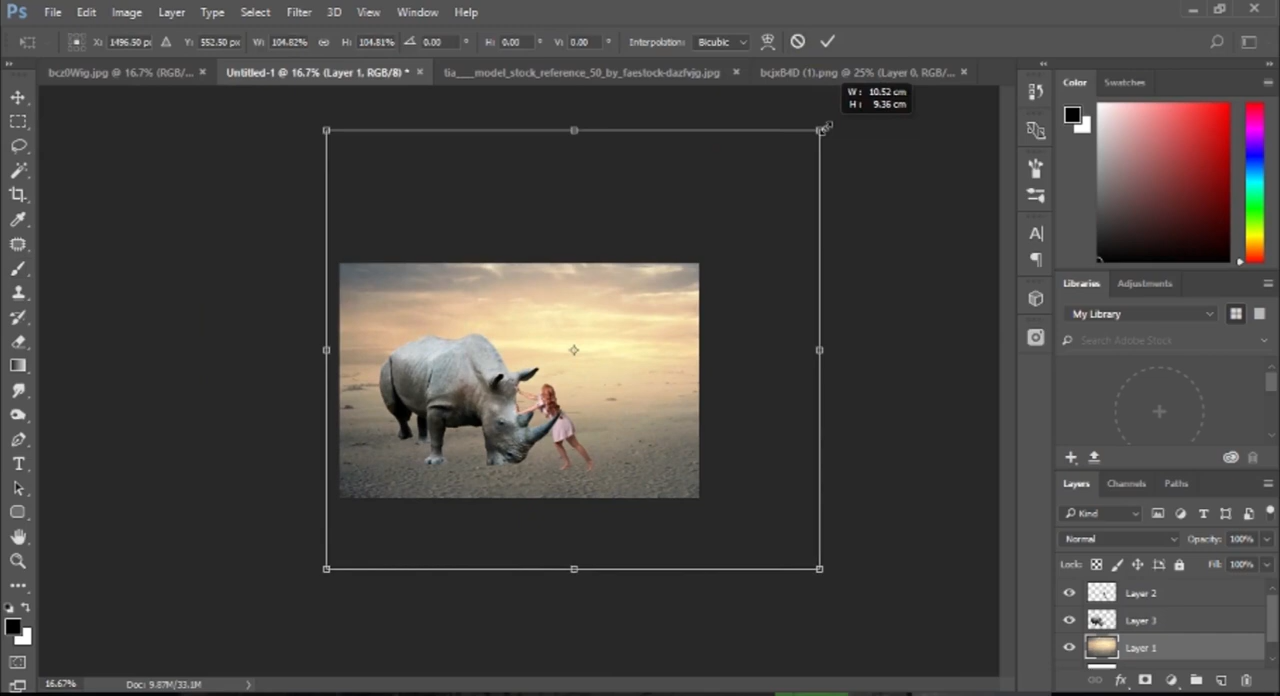 Ps File Edit Image Layer Type Select Filter 3D View Window Help
X: 1496.50 px Y: 552.50 px W: 104.82% H: 104.81% 0.00 ° H: 0.00 ° V: 0.00 ° Interpolation: Bicubic
bcz0Wig.jpg @ 16.7% (RGB/... × Untitled-1 @ 16.7% (Layer 1, RGB/8) * × tia___model_stock_reference_50_by_faestock-dazfvjg.jpg × bcjxB4D (1).png @ 25% (Layer 0, RGB/... ×
W: 10.52 cm
H: 9.36 cm
Color Swatches
Libraries Adjustments
My Library
Search Adobe Stock
Layers Channels Paths
Kind
Normal Opacity: 100%
Lock: Fill: 100%
Layer 2
Layer 3
Layer 1
16.67% Doc: 9.87M/33.1M